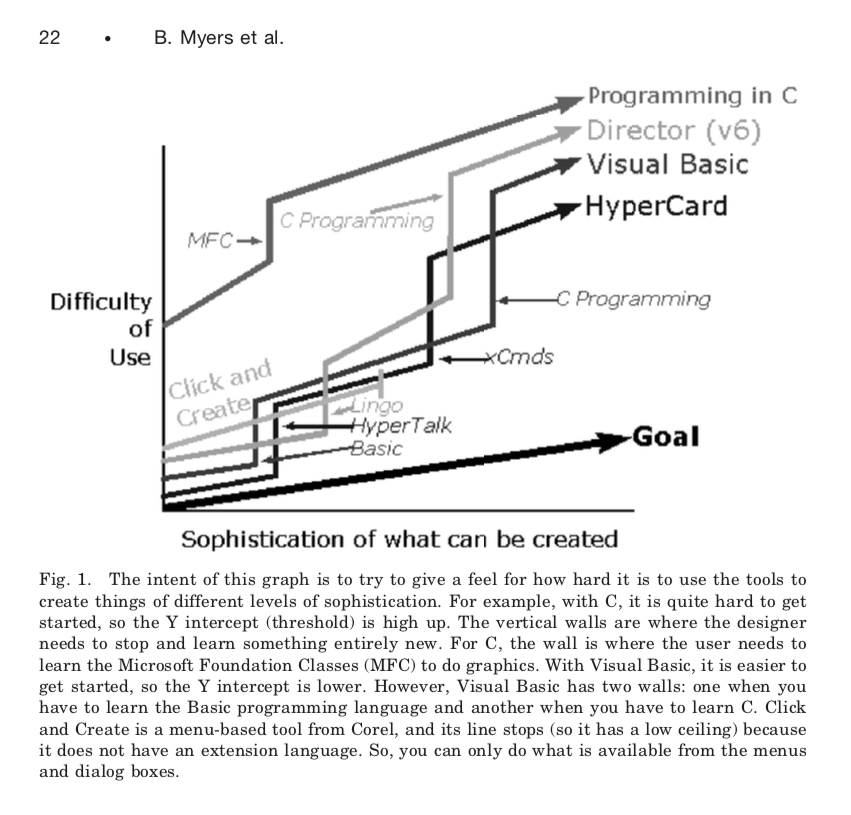 22 • B. Myers et al.
Programming in C
Director (v6)
Visual Basic
HyperCard
C Programming
MFC
Difficulty
of
Use
C Programming
xCmds
Click and
Create
Lingo
HyperTalk
Basic
Goal
Sophistication of what can be created
Fig. 1. The intent of this graph is to try to give a feel for how hard it is to use the tools to
create things of different levels of sophistication. For example, with C, it is quite hard to get
started, so the Y intercept (threshold) is high up. The vertical walls are where the designer
needs to stop and learn something entirely new. For C, the wall is where the user needs to
learn the Microsoft Foundation Classes (MFC) to do graphics. With Visual Basic, it is easier to
get started, so the Y intercept is lower. However, Visual Basic has two walls: one when you
have to learn the Basic programming language and another when you have to learn C. Click
and Create is a menu-based tool from Corel, and its line stops (so it has a low ceiling) because
it does not have an extension language. So, you can only do what is available from the menus
and dialog boxes.